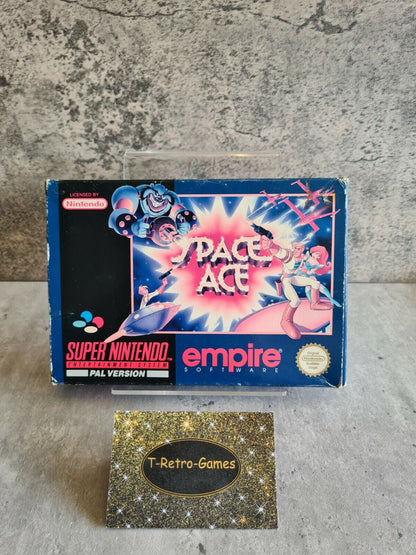 LICENSED BY
Nintendo
SPACE
ACE
SUPER NINTENDO
ENTERTAINMENT SYSTEM
PAL VERSION
empire
SOFTWARE
T-Retro-Games